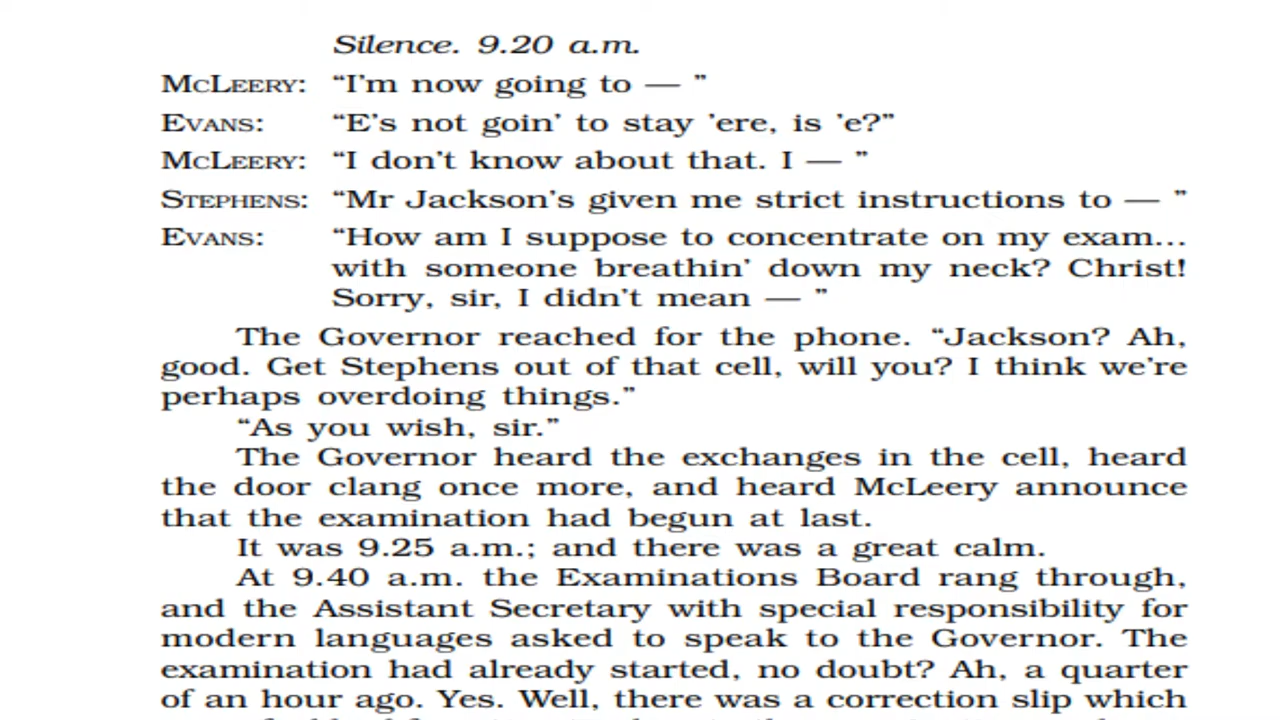 Silence. 9.20 a.m.
McLeery: “I’m now going to — ”
Evans: “E’s not goin’ to stay ’ere, is ’e?”
McLeery: “I don’t know about that. I — ”
Stephens: “Mr Jackson’s given me strict instructions to — ”
Evans: “How am I suppose to concentrate on my exam...
with someone breathin’ down my neck? Christ!
Sorry, sir, I didn’t mean — ”
The Governor reached for the phone. “Jackson? Ah,
good. Get Stephens out of that cell, will you? I think we’re
perhaps overdoing things.”
“As you wish, sir.”
The Governor heard the exchanges in the cell, heard
the door clang once more, and heard McLeery announce
that the examination had begun at last.
It was 9.25 a.m.; and there was a great calm.
At 9.40 a.m. the Examinations Board rang through,
and the Assistant Secretary with special responsibility for
modern languages asked to speak to the Governor. The
examination had already started, no doubt? Ah, a quarter
of an hour ago. Yes. Well, there was a correction slip which